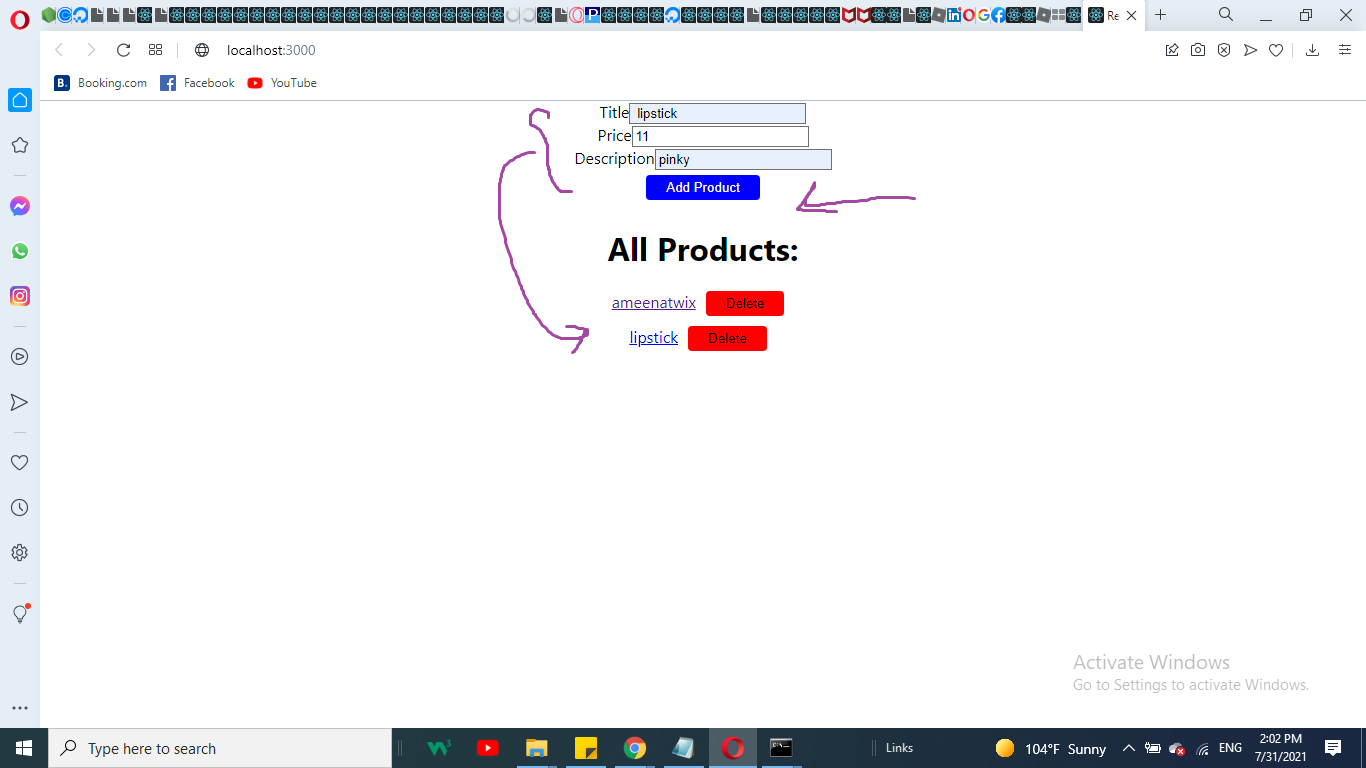 Re
localhost:3000
B. Booking.com Facebook YouTube
Title lipstick
Price 11
Description pinky
Add Product
All Products:
ameenatwix Delete
lipstick Delete
Activate Windows
Go to Settings to activate Windows.
Type here to search
Links
104°F Sunny
ENG
2:02 PM
7/31/2021